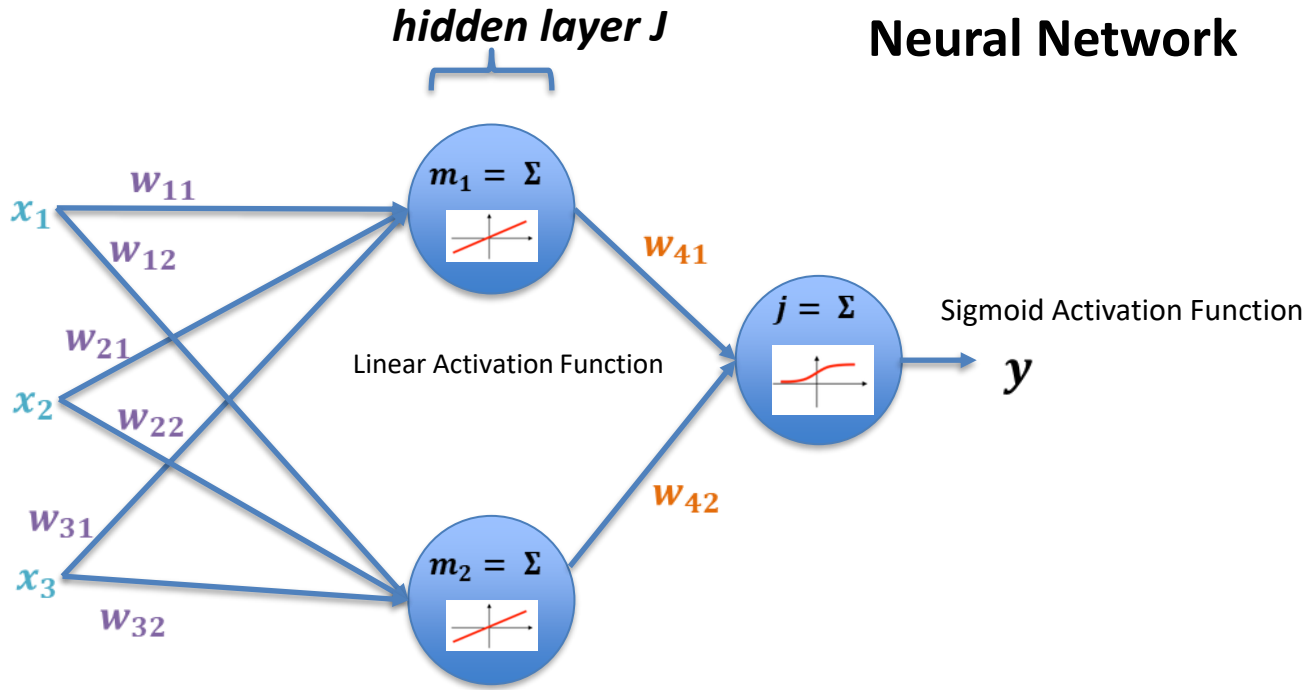 hidden layer J
Neural Network
m₁ = Σ
w₁₁
x₁
w₁₂
w₄₁
j = Σ
Sigmoid Activation Function
w₂₁
Linear Activation Function
y
x₂
w₂₂
w₄₂
w₃₁
m₂ = Σ
x₃
w₃₂